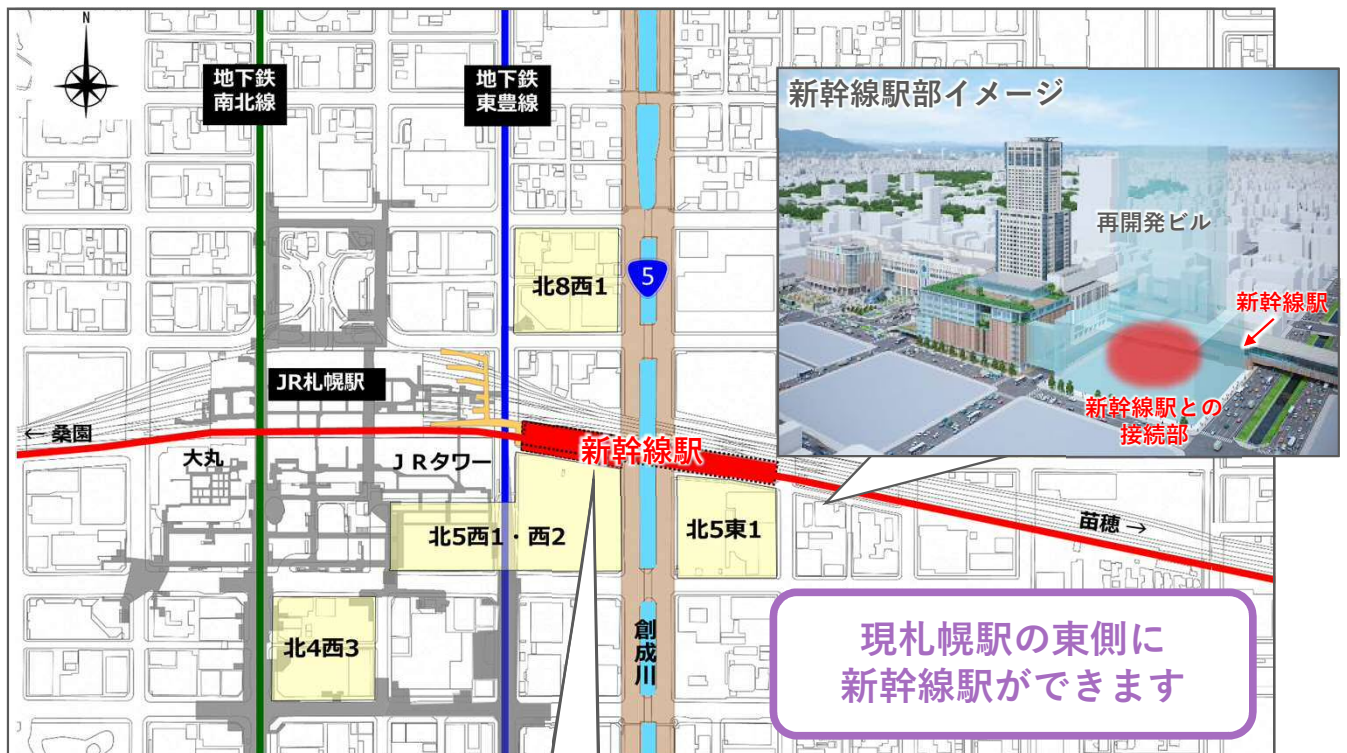 N
地下鉄
南北線
地下鉄
東豊線
新幹線駅部イメージ
再開発ビル
新幹線駅
新幹線駅との
接続部
北8西1
5
JR札幌駅
← 桑園
大丸
JRタワー
新幹線駅
北5西1・西2
北5東1
苗穂 →
北4西3
創成川
現札幌駅の東側に
新幹線駅ができます